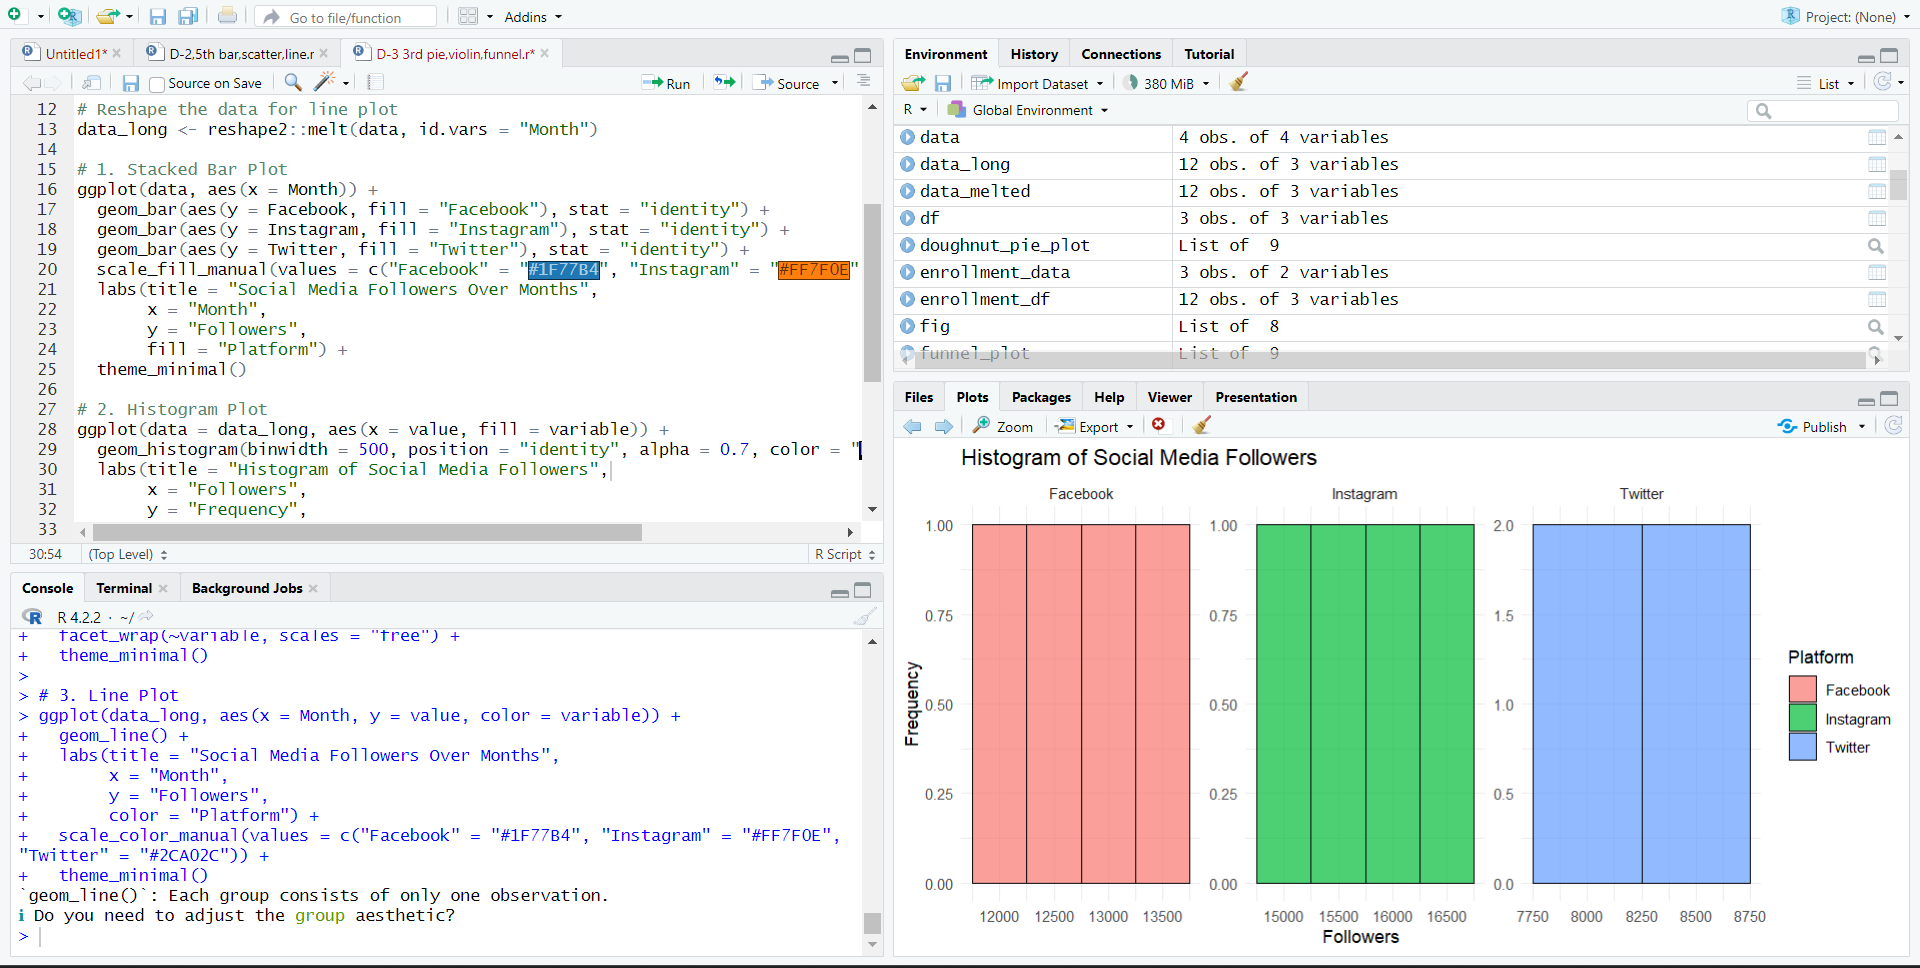 Go to file/function
Addins
Project: (None)
Untitled1*
D-2,5th bar,scatter,line.r
D-3 3rd pie,violin,funnel.r*
Source on Save
Run
Source
12 # Reshape the data for line plot
13 data_long <- reshape2::melt(data, id.vars = "Month")
14
15 # 1. Stacked Bar Plot
16 ggplot(data, aes(x = Month)) +
17 geom_bar(aes(y = Facebook, fill = "Facebook"), stat = "identity") +
18 geom_bar(aes(y = Instagram, fill = "Instagram"), stat = "identity") +
19 geom_bar(aes(y = Twitter, fill = "Twitter"), stat = "identity") +
20 scale_fill_manual(values = c("Facebook" = "#1F77B4", "Instagram" = "#FF7F0E"
21 labs(title = "Social Media Followers Over Months",
22 x = "Month",
23 y = "Followers",
24 fill = "Platform") +
25 theme_minimal()
26
27 # 2. Histogram Plot
28 ggplot(data = data_long, aes(x = value, fill = variable)) +
29 geom_histogram(binwidth = 500, position = "identity", alpha = 0.7, color = "
30 labs(title = "Histogram of Social Media Followers",
31 x = "Followers",
32 y = "Frequency",
33
30:54
(Top Level)
R Script
Console
Terminal
Background Jobs
R 4.2.2 · ~/
+ facet_wrap(~variable, scales = "free") +
+ theme_minimal()
>
> # 3. Line Plot
> ggplot(data_long, aes(x = Month, y = value, color = variable)) +
+ geom_line() +
+ labs(title = "Social Media Followers Over Months",
+ x = "Month",
+ y = "Followers",
+ color = "Platform") +
+ scale_color_manual(values = c("Facebook" = "#1F77B4", "Instagram" = "#FF7F0E",
"Twitter" = "#2CA02C")) +
+ theme_minimal()
`geom_line()`: Each group consists of only one observation.
ℹ Do you need to adjust the group aesthetic?
>
Environment
History
Connections
Tutorial
Import Dataset
380 MiB
List
R
Global Environment
data 4 obs. of 4 variables
data_long 12 obs. of 3 variables
data_melted 12 obs. of 3 variables
df 3 obs. of 3 variables
doughnut_pie_plot List of 9
enrollment_data 3 obs. of 2 variables
enrollment_df 12 obs. of 3 variables
fig List of 8
funnel_plot List of 9
Files
Plots
Packages
Help
Viewer
Presentation
Zoom
Export
Publish
Histogram of Social Media Followers
Facebook
Instagram
Twitter
1.00
0.75
0.50
0.25
0.00
12000 12500 13000 13500
1.00
0.75
0.50
0.25
0.00
15000 15500 16000 16500
2.0
1.5
1.0
0.5
0.0
7750 8000 8250 8500 8750
Frequency
Followers
Platform
Facebook
Instagram
Twitter